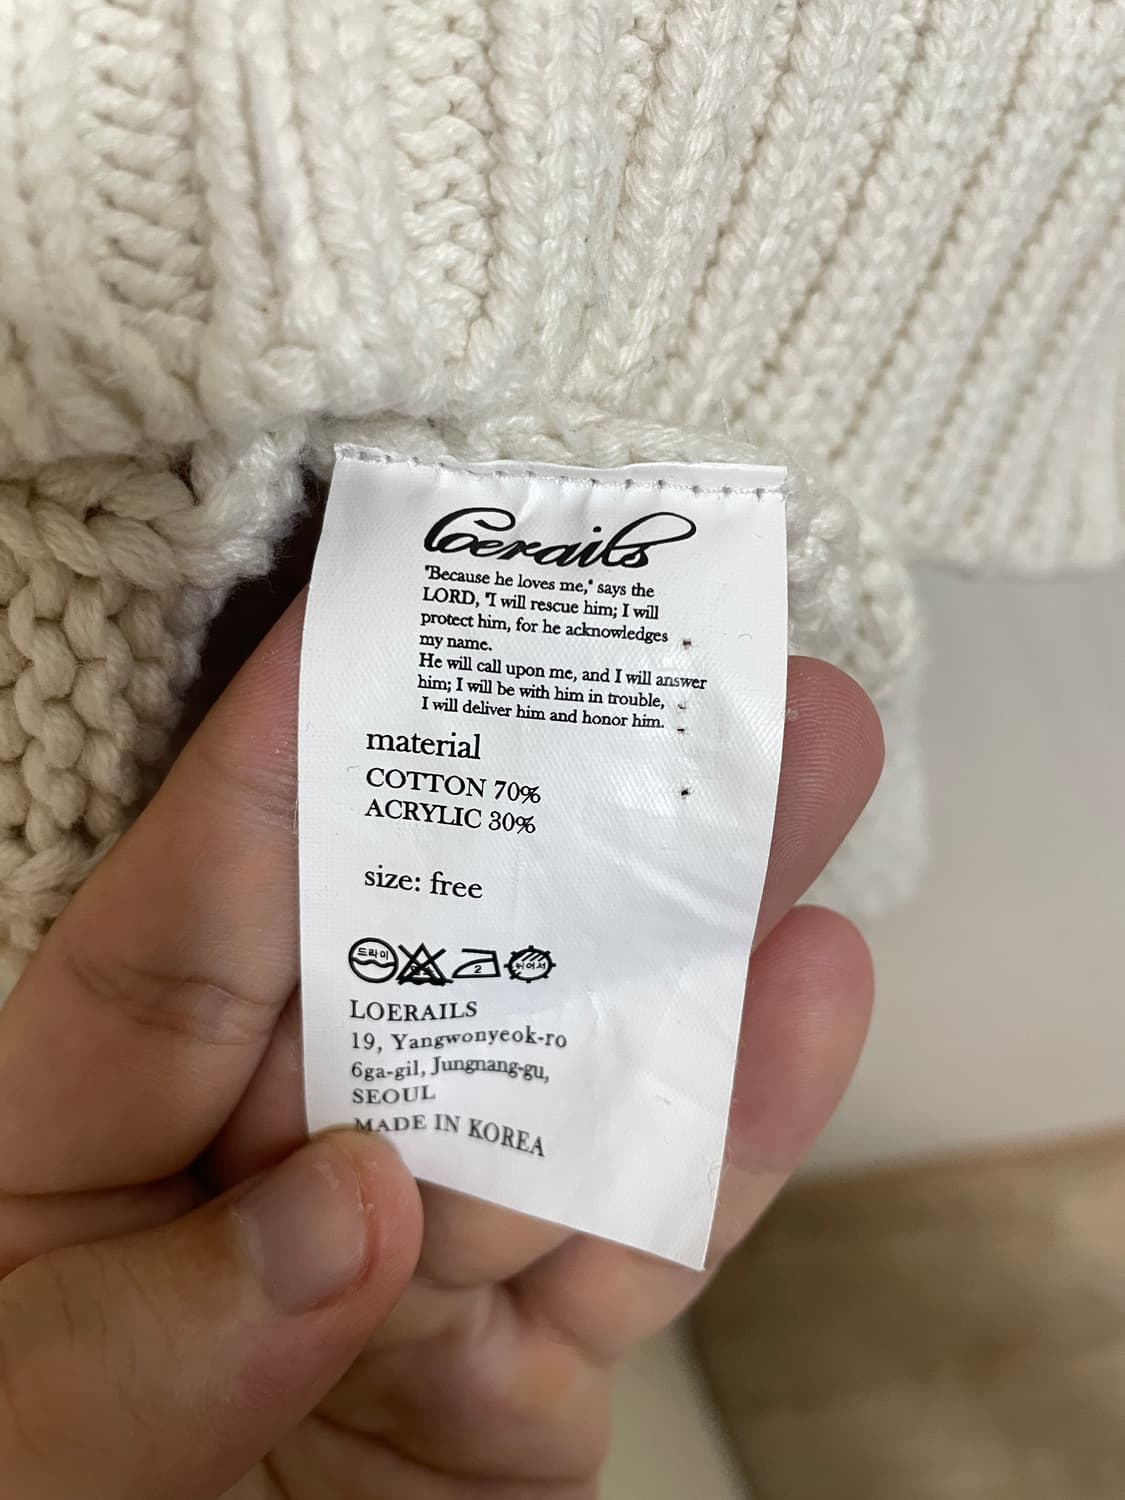 Loerails
"Because he loves me," says the
LORD, "I will rescue him; I will
protect him, for he acknowledges
my name.
He will call upon me, and I will answer
him; I will be with him in trouble,
I will deliver him and honor him.
material
COTTON 70%
ACRYLIC 30%
size: free
드라이
2
뉘어서
LOERAILS
19, Yangwonyeok-ro
6ga-gil, Jungnang-gu,
SEOUL
MADE IN KOREA